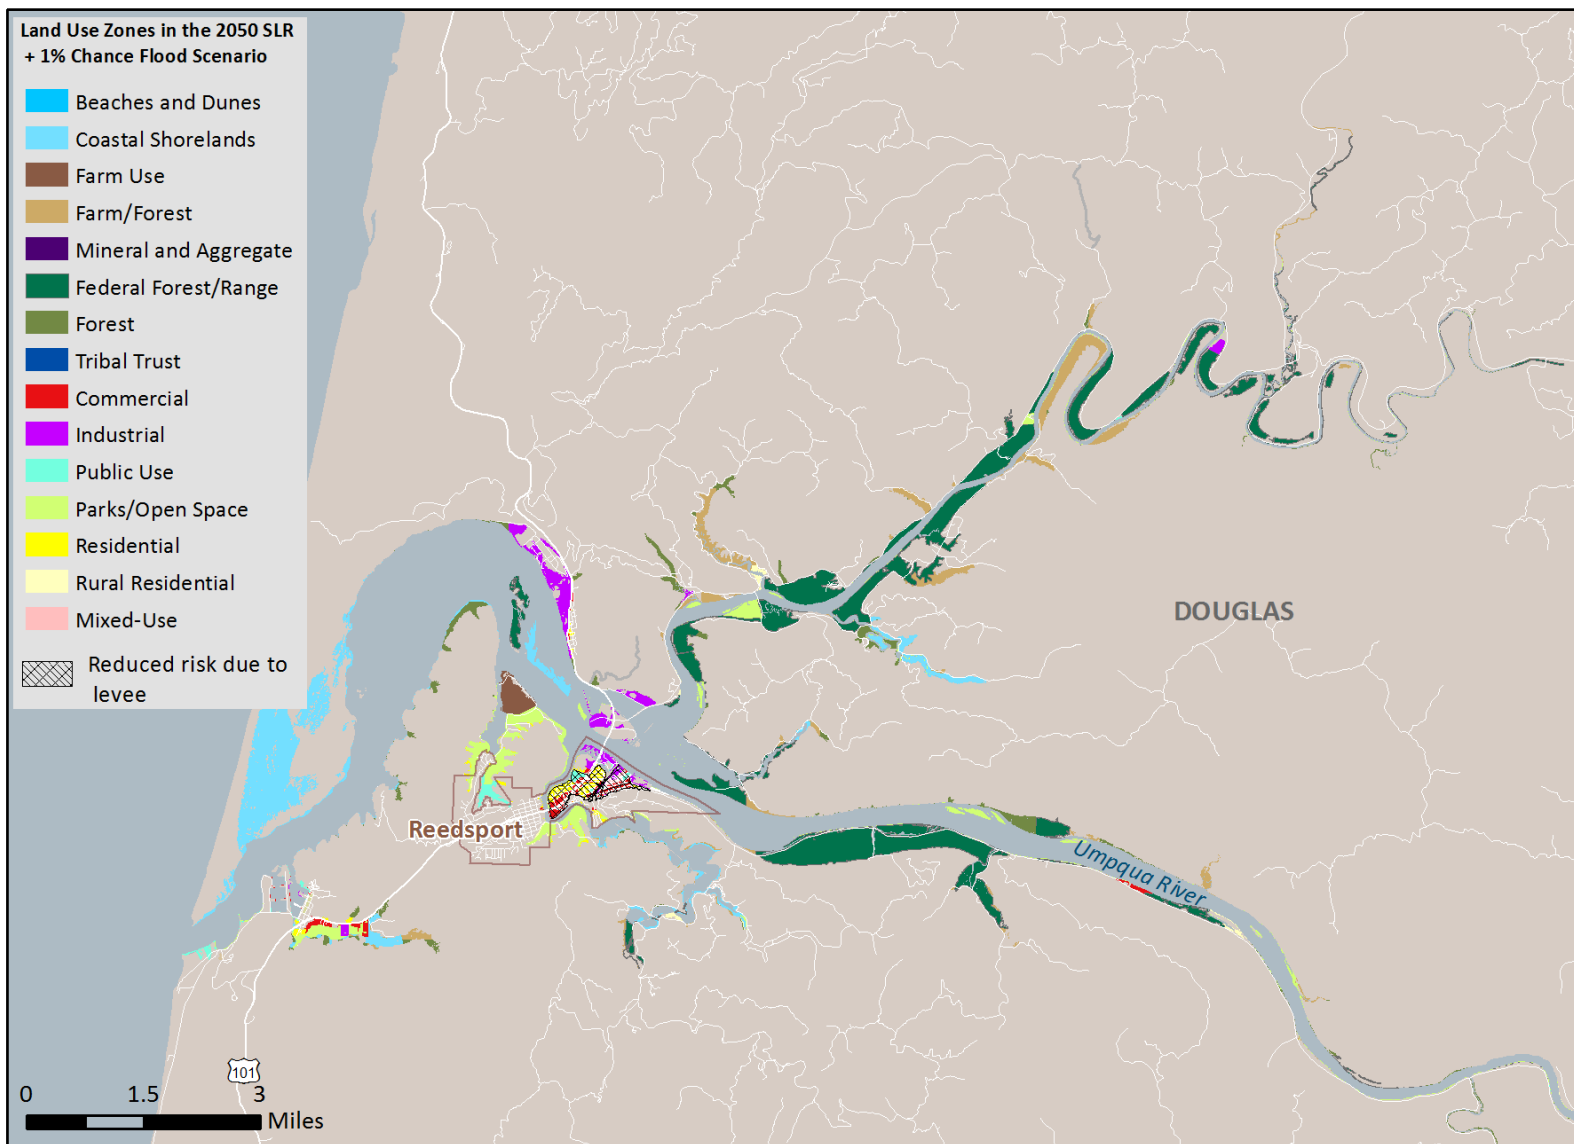 Land Use Zones in the 2050 SLR
+ 1% Chance Flood Scenario
Beaches and Dunes
Coastal Shorelands
Farm Use
Farm/Forest
Mineral and Aggregate
Federal Forest/Range
Forest
Tribal Trust
Commercial
Industrial
Public Use
Parks/Open Space
Residential
Rural Residential
Mixed-Use
Reduced risk due to
levee
DOUGLAS
Reedsport
Umpqua River
101
0 1.5 3
Miles